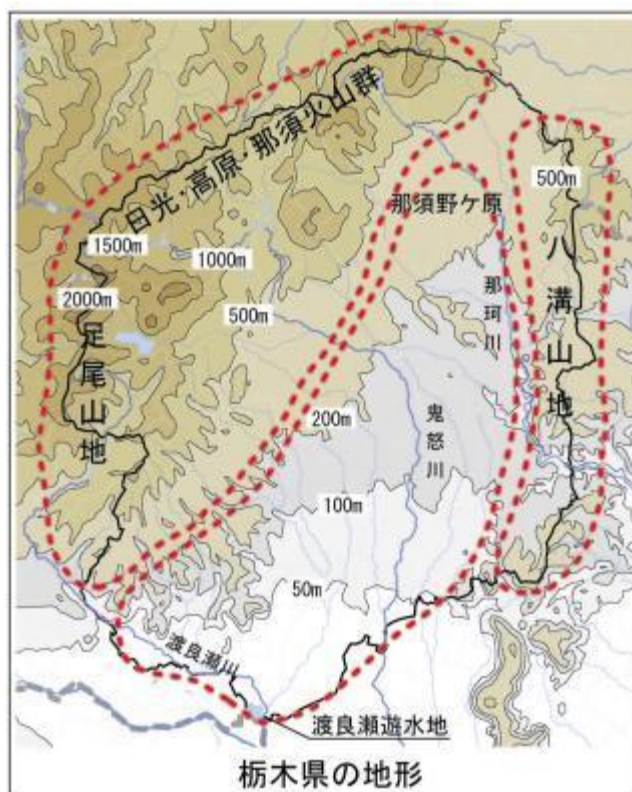 日光・高原・那須火山群
500m
那須野ケ原
1500m
1000m
八溝山地
2000m
500m
那珂川
足尾山地
200m
鬼怒川
100m
50m
渡良瀬川
渡良瀬遊水地
栃木県の地形